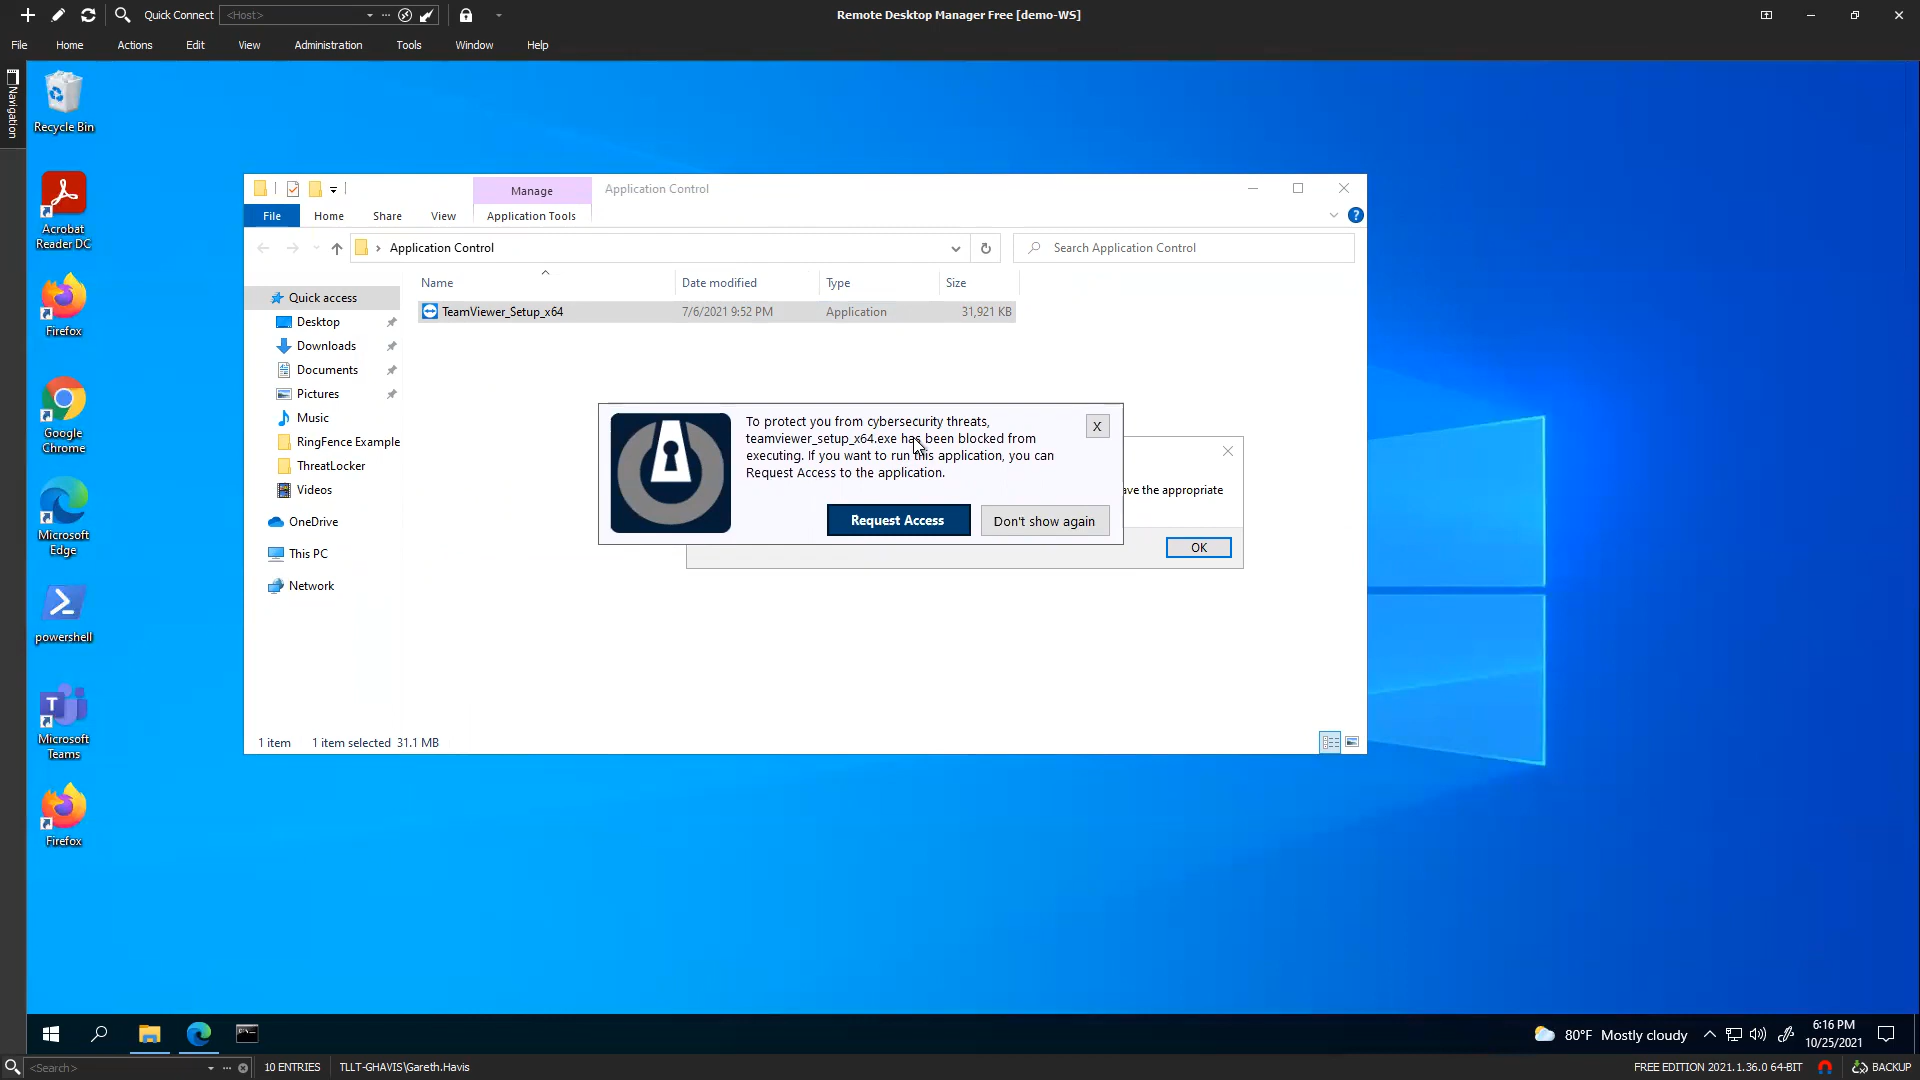 Quick Connect <Host> ... Remote Desktop Manager Free [demo-WS]
File Home Actions Edit View Administration Tools Window Help
Navigation
Recycle Bin
Acrobat
Reader DC
Firefox
Google
Chrome
Microsoft
Edge
powershell
Microsoft
Teams
Firefox
Manage Application Control
File Home Share View Application Tools
Application Control Search Application Control
Name Date modified Type Size
TeamViewer_Setup_x64 7/6/2021 9:52 PM Application 31,921 KB
Quick access
Desktop
Downloads
Documents
Pictures
Music
RingFence Example
ThreatLocker
Videos
OneDrive
This PC
Network
To protect you from cybersecurity threats,
teamviewer_setup_x64.exe has been blocked from
executing. If you want to run this application, you can
Request Access to the application.
X
Request Access Don't show again
the appropriate
OK
1 item 1 item selected 31.1 MB
80°F Mostly cloudy
6:16 PM
10/25/2021
<Search> ... 10 ENTRIES TLLT-GHAVIS\Gareth.Havis FREE EDITION 2021.1.36.0 64-BIT BACKUP